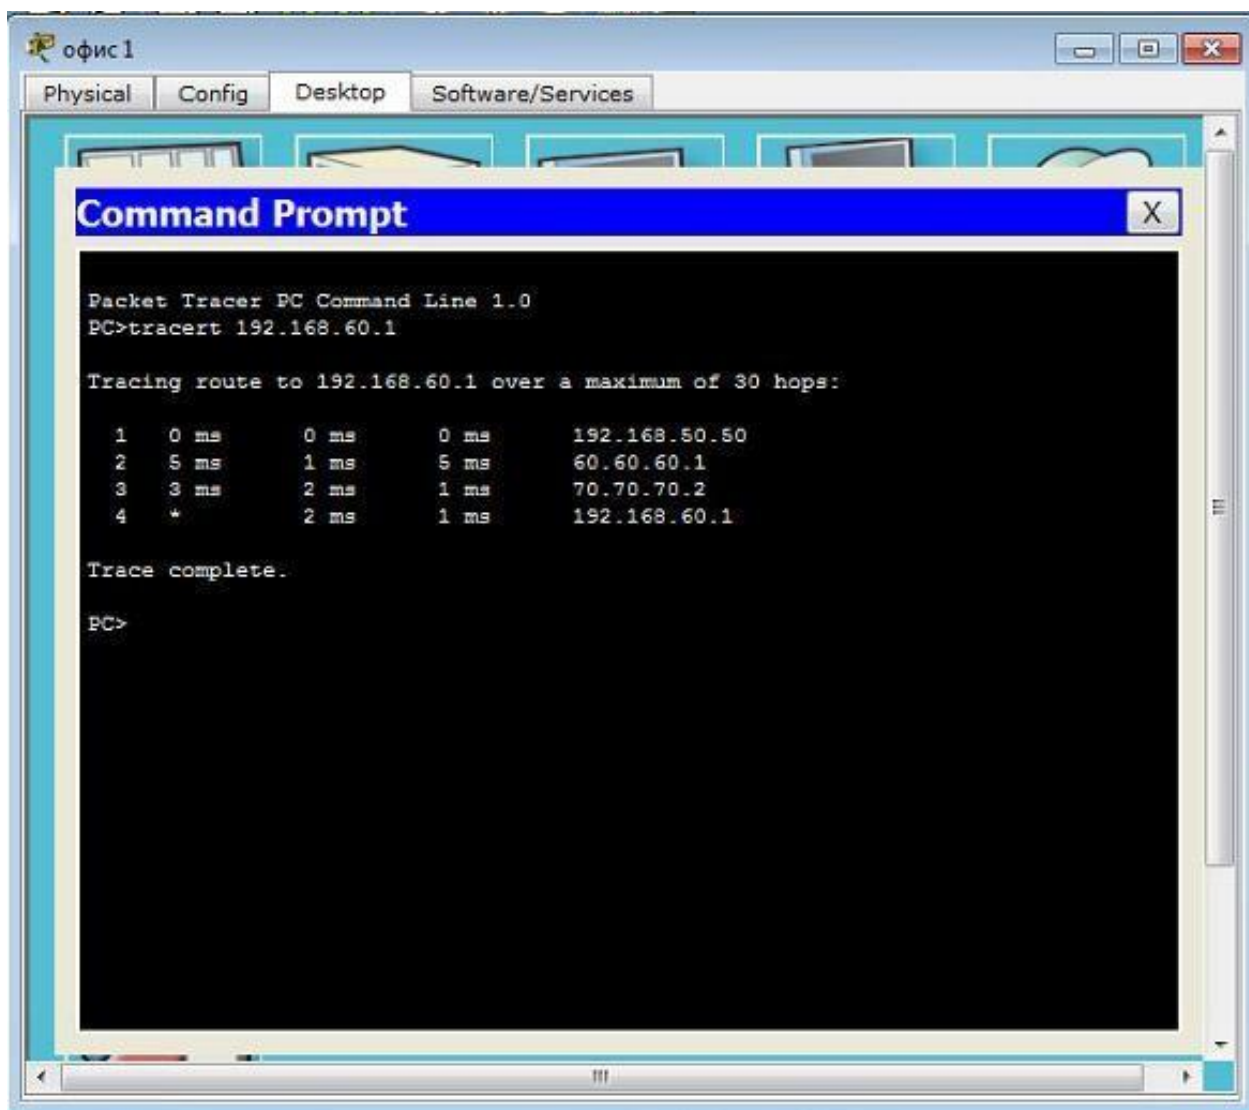 офис 1
Physical Config Desktop Software/Services
Command Prompt
X
Packet Tracer PC Command Line 1.0
PC>tracert 192.168.60.1
Tracing route to 192.168.60.1 over a maximum of 30 hops:
1 0 ms 0 ms 0 ms 192.168.50.50
2 5 ms 1 ms 5 ms 60.60.60.1
3 3 ms 2 ms 1 ms 70.70.70.2
4 * 2 ms 1 ms 192.168.60.1
Trace complete.
PC>